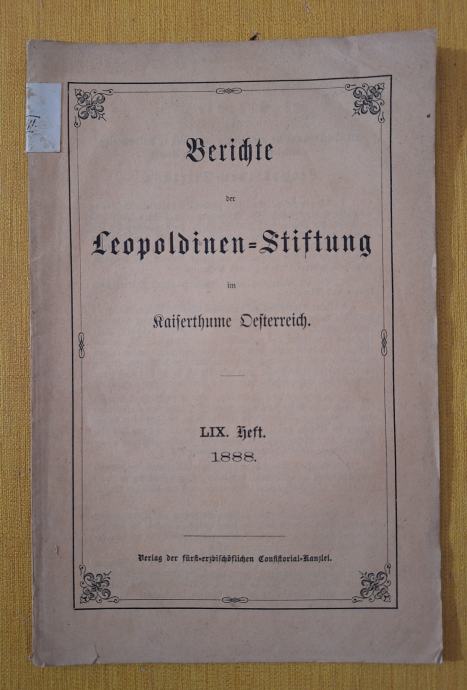 Berichte
der
Leopoldinen=Stiftung
im
Kaiserthume Oesterreich.
LIX. Heft.
1888.
Verlag der fürst-erzbischöflichen Consistorial-Kanzlei.